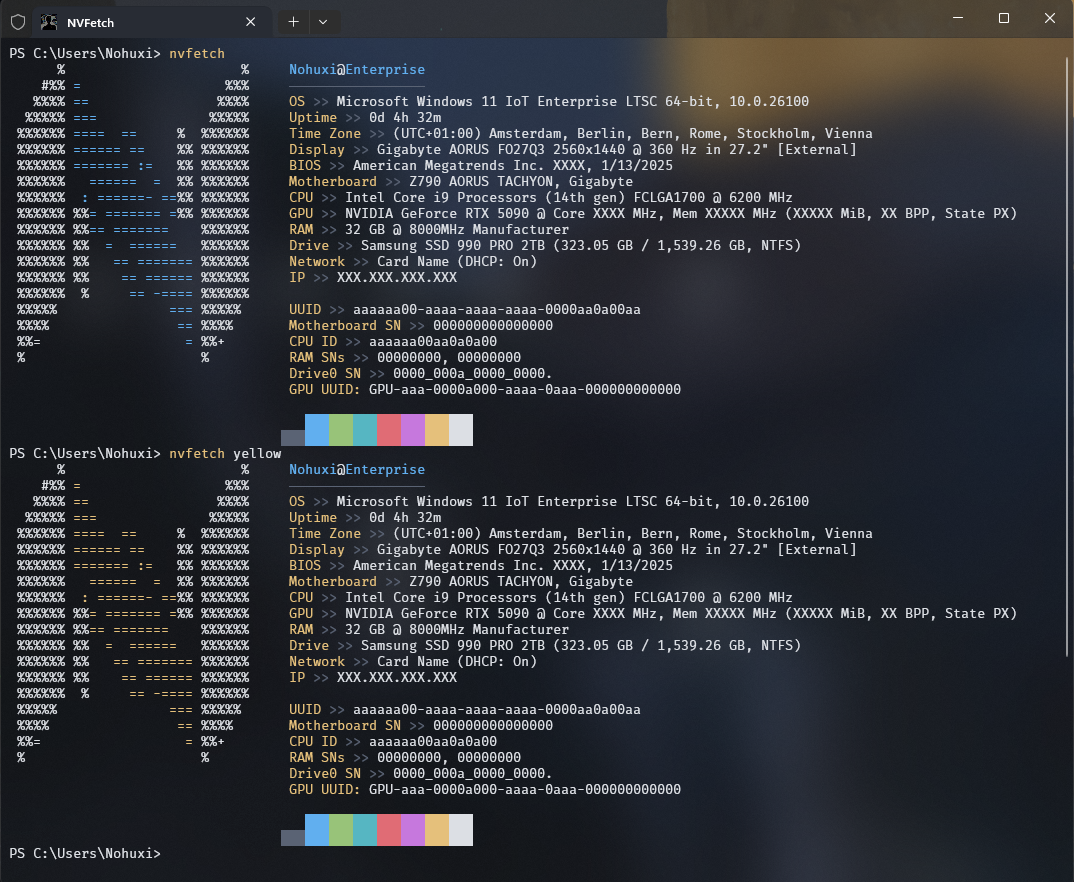 NVFetch
PS C:\Users\Nohuxi> nvfetch
         %                      %         Nohuxi@Enterprise
       #%% =                  %%%         ─────────────────
      %%%% ==                %%%%         OS >> Microsoft Windows 11 IoT Enterprise LTSC 64-bit, 10.0.26100
     %%%%% ===              %%%%%         Uptime >> 0d 4h 32m
    %%%%%% ====  ==     %  %%%%%%         Time Zone >> (UTC+01:00) Amsterdam, Berlin, Bern, Rome, Stockholm, Vienna
    %%%%%% ====== ==    %% %%%%%%         Display >> Gigabyte AORUS FO27Q3 2560x1440 @ 360 Hz in 27.2" [External]
    %%%%%% ======= :=   %% %%%%%%         BIOS >> American Megatrends Inc. XXXX, 1/13/2025
    %%%%%%   ======  =  %% %%%%%%         Motherboard >> Z790 AORUS TACHYON, Gigabyte
    %%%%%%  : ======- ==%% %%%%%%         CPU >> Intel Core i9 Processors (14th gen) FCLGA1700 @ 6200 MHz
    %%%%%% %%= ======= =%% %%%%%%         GPU >> NVIDIA GeForce RTX 5090 @ Core XXXX MHz, Mem XXXXX MHz (XXXXX MiB, XX BPP, State PX)
    %%%%%% %%== =======    %%%%%%         RAM >> 32 GB @ 8000MHz Manufacturer
    %%%%%% %%  =  ======   %%%%%%         Drive >> Samsung SSD 990 PRO 2TB (323.05 GB / 1,539.26 GB, NTFS)
    %%%%%% %%   == ======= %%%%%%         Network >> Card Name (DHCP: On)
    %%%%%% %%    == ====== %%%%%%         IP >> XXX.XXX.XXX.XXX
    %%%%%%  %     == -==== %%%%%%
    %%%%%              === %%%%%          UUID >> aaaaaa00-aaaa-aaaa-aaaa-0000aa0a00aa
    %%%%                == %%%%           Motherboard SN >> 000000000000000
    %%=                  = %%+            CPU ID >> aaaaaa00aa0a0a00
    %                      %              RAM SNs >> 00000000, 00000000
                                          Drive0 SN >> 0000_000a_0000_0000.
                                          GPU UUID: GPU-aaa-0000a000-aaaa-0aaa-000000000000
PS C:\Users\Nohuxi> nvfetch yellow
         %                      %         Nohuxi@Enterprise
       #%% =                  %%%         ─────────────────
      %%%% ==                %%%%         OS >> Microsoft Windows 11 IoT Enterprise LTSC 64-bit, 10.0.26100
     %%%%% ===              %%%%%         Uptime >> 0d 4h 32m
    %%%%%% ====  ==     %  %%%%%%         Time Zone >> (UTC+01:00) Amsterdam, Berlin, Bern, Rome, Stockholm, Vienna
    %%%%%% ====== ==    %% %%%%%%         Display >> Gigabyte AORUS FO27Q3 2560x1440 @ 360 Hz in 27.2" [External]
    %%%%%% ======= :=   %% %%%%%%         BIOS >> American Megatrends Inc. XXXX, 1/13/2025
    %%%%%%   ======  =  %% %%%%%%         Motherboard >> Z790 AORUS TACHYON, Gigabyte
    %%%%%%  : ======- ==%% %%%%%%         CPU >> Intel Core i9 Processors (14th gen) FCLGA1700 @ 6200 MHz
    %%%%%% %%= ======= =%% %%%%%%         GPU >> NVIDIA GeForce RTX 5090 @ Core XXXX MHz, Mem XXXXX MHz (XXXXX MiB, XX BPP, State PX)
    %%%%%% %%== =======    %%%%%%         RAM >> 32 GB @ 8000MHz Manufacturer
    %%%%%% %%  =  ======   %%%%%%         Drive >> Samsung SSD 990 PRO 2TB (323.05 GB / 1,539.26 GB, NTFS)
    %%%%%% %%   == ======= %%%%%%         Network >> Card Name (DHCP: On)
    %%%%%% %%    == ====== %%%%%%         IP >> XXX.XXX.XXX.XXX
    %%%%%%  %     == -==== %%%%%%
    %%%%%              === %%%%%          UUID >> aaaaaa00-aaaa-aaaa-aaaa-0000aa0a00aa
    %%%%                == %%%%           Motherboard SN >> 000000000000000
    %%=                  = %%+            CPU ID >> aaaaaa00aa0a0a00
    %                      %              RAM SNs >> 00000000, 00000000
                                          Drive0 SN >> 0000_000a_0000_0000.
                                          GPU UUID: GPU-aaa-0000a000-aaaa-0aaa-000000000000
PS C:\Users\Nohuxi>